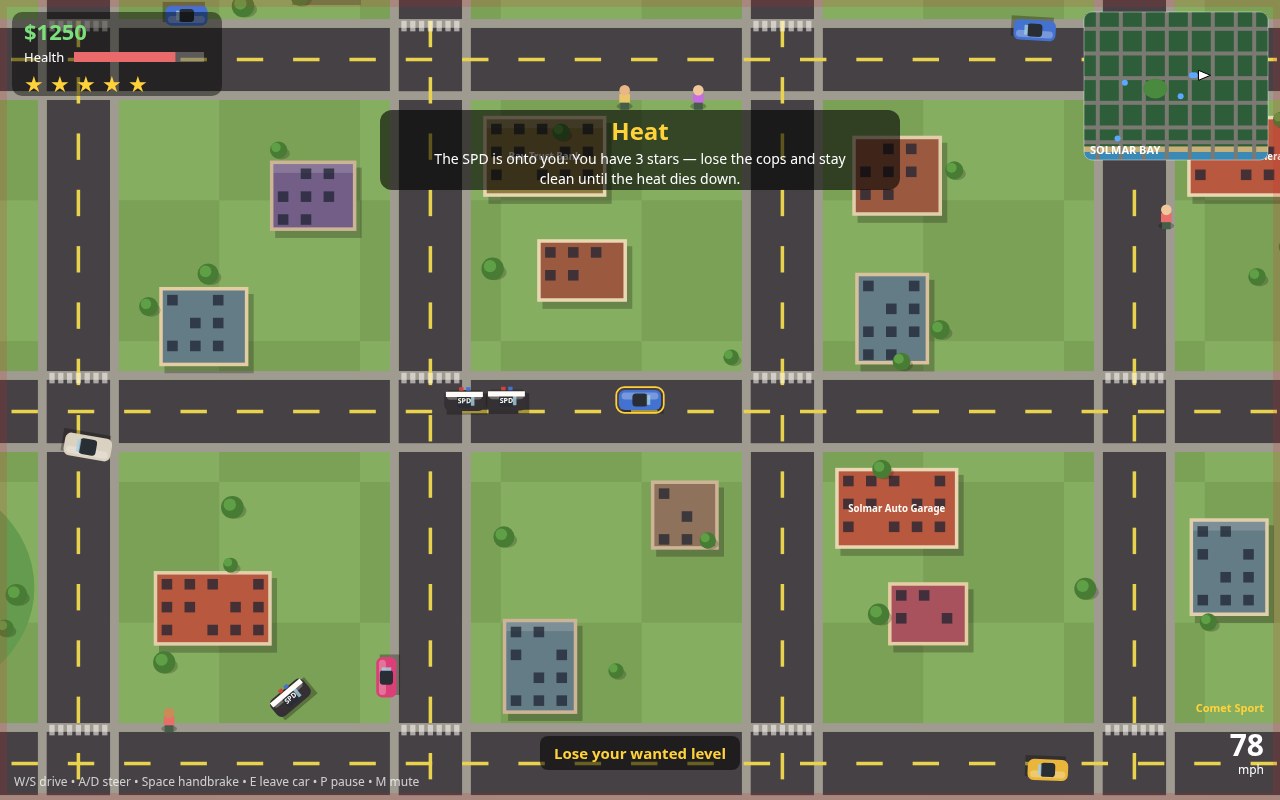 $1250
Health
Heat
The SPD is onto you. You have 3 stars — lose the cops and stay
clean until the heat dies down.
SOLMAR BAY
SPD
SPD
Solmar Auto Garage
SPD
Comet Sport
78
mph
Lose your wanted level
W/S drive • A/D steer • Space handbrake • E leave car • P pause • M mute